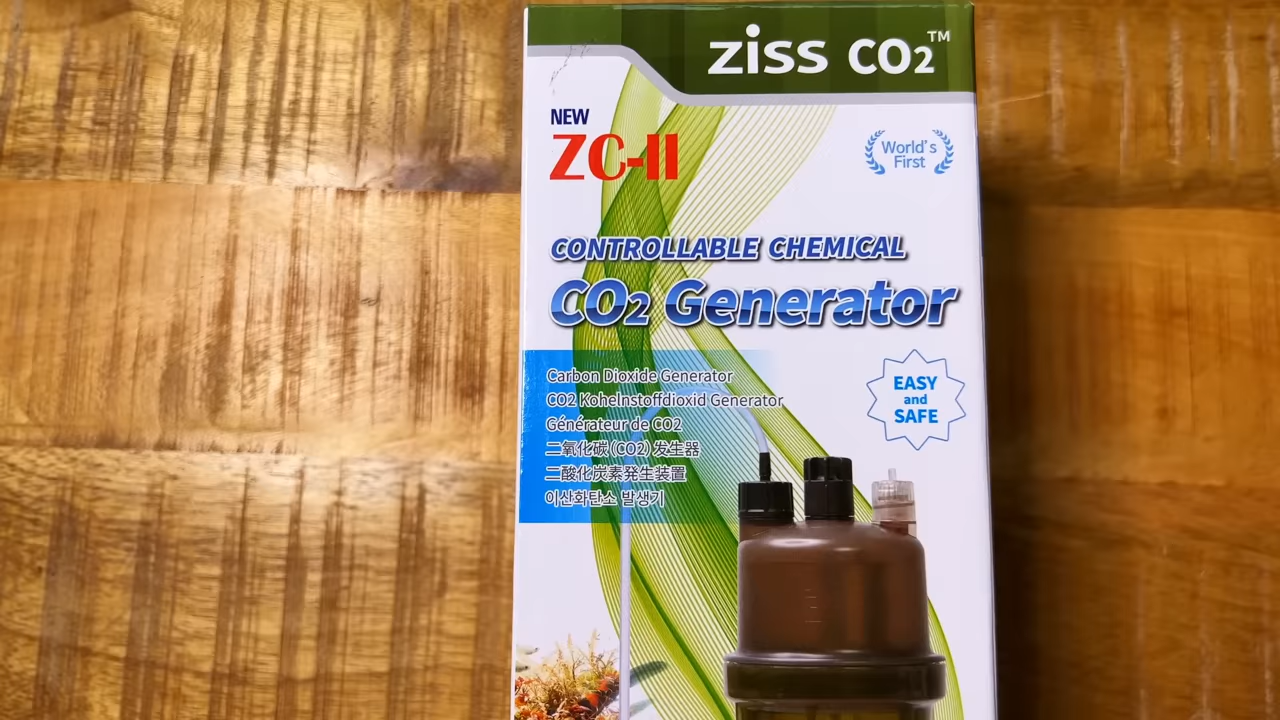 ziss CO2™
NEW
ZC-II
World's
First
CONTROLLABLE CHEMICAL
CO2 Generator
Carbon Dioxide Generator
CO2 Kohelnstoffdioxid Generator
Générateur de CO2
二氧化碳(CO2)发生器
二酸化炭素発生装置
이산화탄소 발생기
EASY
and
SAFE